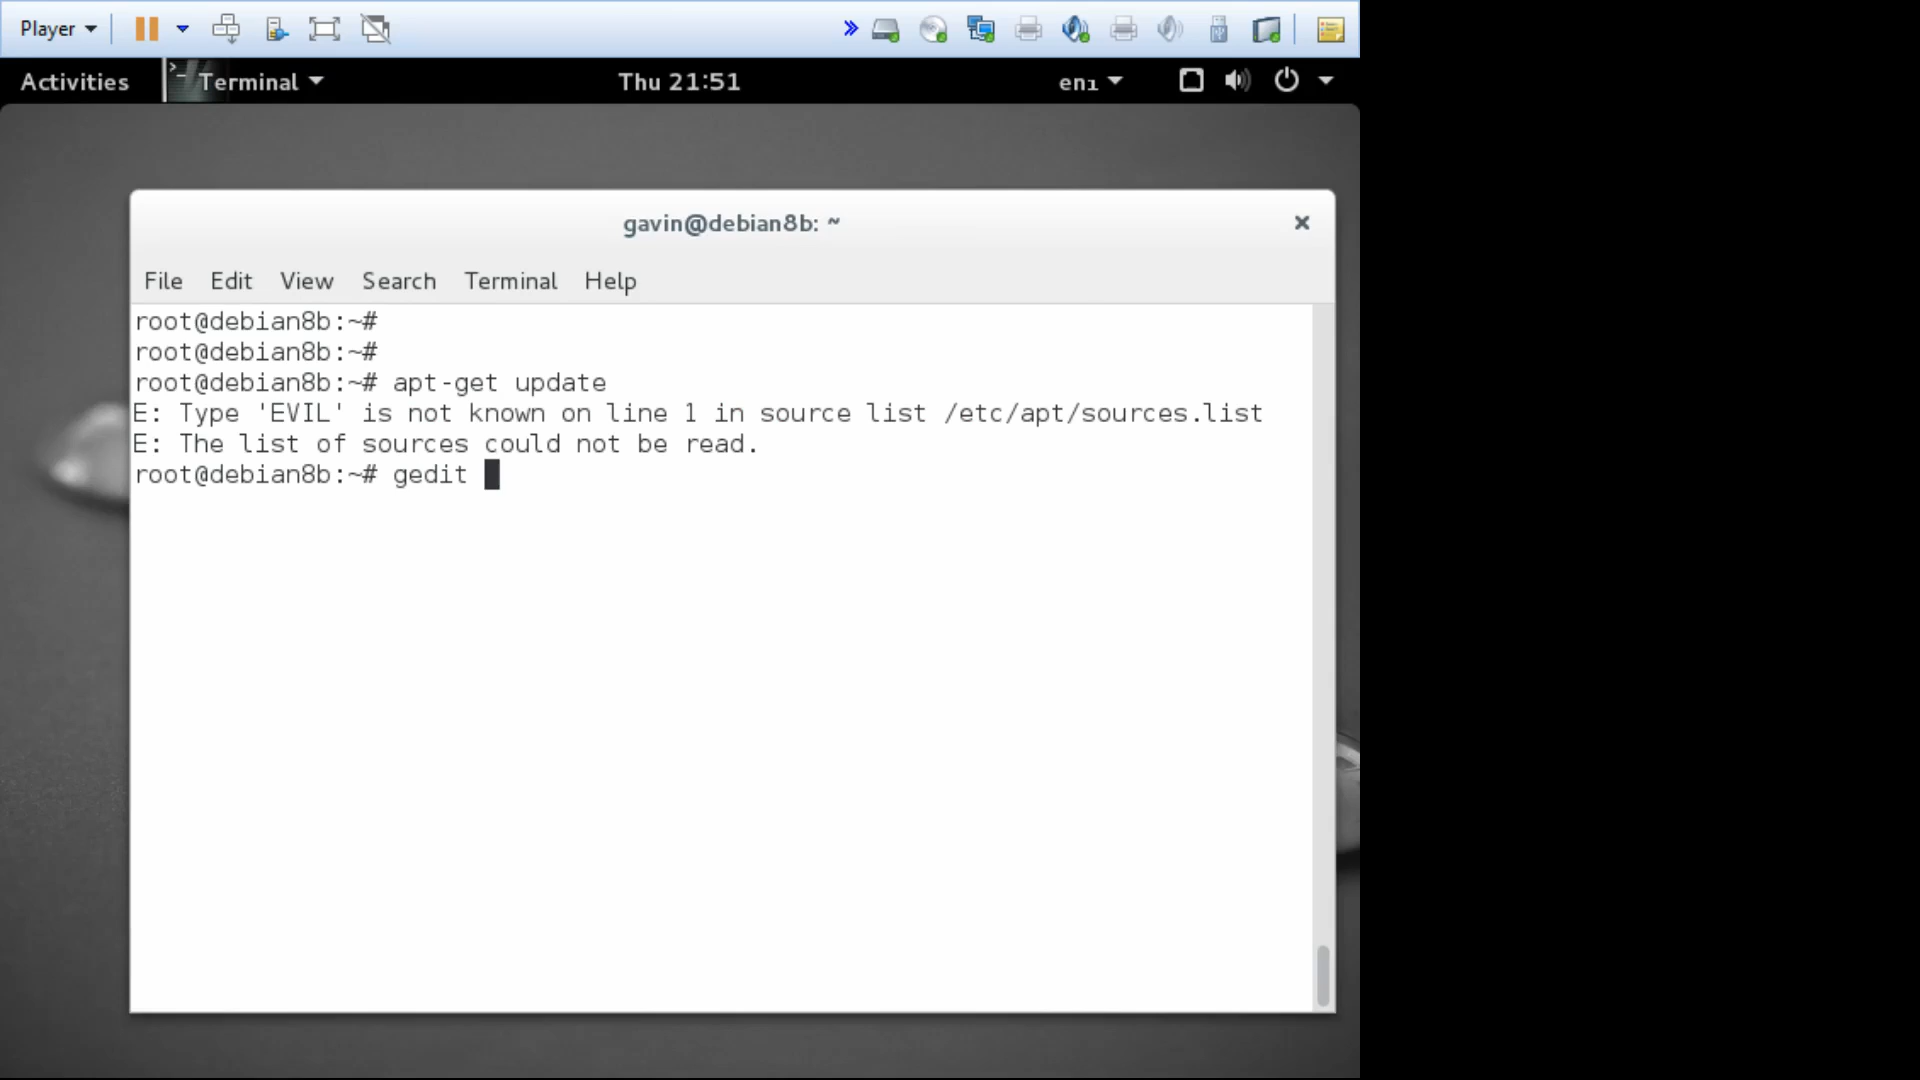 Player
Activities
Terminal
Thu 21:51
en₁
gavin@debian8b: ~
File Edit View Search Terminal Help
root@debian8b:~#
root@debian8b:~#
root@debian8b:~# apt-get update
E: Type 'EVIL' is not known on line 1 in source list /etc/apt/sources.list
E: The list of sources could not be read.
root@debian8b:~# gedit